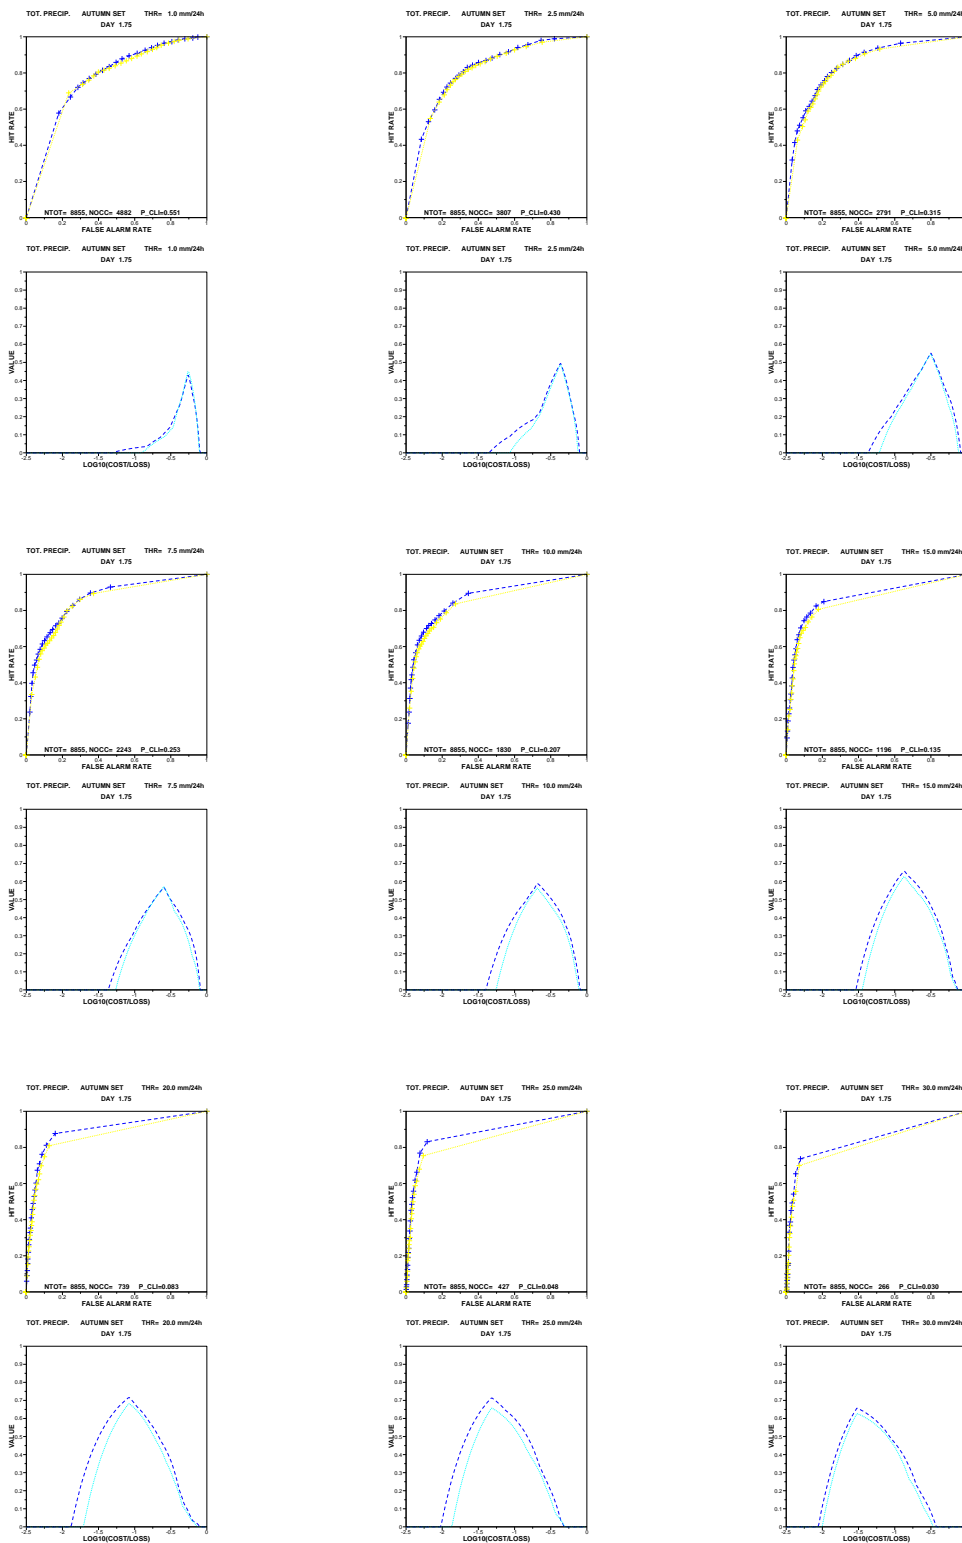 TOT. PRECIP. AUTUMN SET THR= 1.0 mm/24h
DAY 1.75
HIT RATE
NTOT= 8855, NOCC= 4882 P_CLI=0.551
FALSE ALARM RATE
TOT. PRECIP. AUTUMN SET THR= 2.5 mm/24h
DAY 1.75
HIT RATE
NTOT= 8855, NOCC= 3807 P_CLI=0.430
FALSE ALARM RATE
TOT. PRECIP. AUTUMN SET THR= 5.0 mm/24h
DAY 1.75
HIT RATE
NTOT= 8855, NOCC= 2791 P_CLI=0.315
FALSE ALARM RATE
TOT. PRECIP. AUTUMN SET THR= 1.0 mm/24h
DAY 1.75
VALUE
LOG10(COST/LOSS)
TOT. PRECIP. AUTUMN SET THR= 2.5 mm/24h
DAY 1.75
VALUE
LOG10(COST/LOSS)
TOT. PRECIP. AUTUMN SET THR= 5.0 mm/24h
DAY 1.75
VALUE
LOG10(COST/LOSS)
TOT. PRECIP. AUTUMN SET THR= 7.5 mm/24h
DAY 1.75
HIT RATE
NTOT= 8855, NOCC= 2243 P_CLI=0.253
FALSE ALARM RATE
TOT. PRECIP. AUTUMN SET THR= 10.0 mm/24h
DAY 1.75
HIT RATE
NTOT= 8855, NOCC= 1830 P_CLI=0.207
FALSE ALARM RATE
TOT. PRECIP. AUTUMN SET THR= 15.0 mm/24h
DAY 1.75
HIT RATE
NTOT= 8855, NOCC= 1196 P_CLI=0.135
FALSE ALARM RATE
TOT. PRECIP. AUTUMN SET THR= 7.5 mm/24h
DAY 1.75
VALUE
LOG10(COST/LOSS)
TOT. PRECIP. AUTUMN SET THR= 10.0 mm/24h
DAY 1.75
VALUE
LOG10(COST/LOSS)
TOT. PRECIP. AUTUMN SET THR= 15.0 mm/24h
DAY 1.75
VALUE
LOG10(COST/LOSS)
TOT. PRECIP. AUTUMN SET THR= 20.0 mm/24h
DAY 1.75
HIT RATE
NTOT= 8855, NOCC= 739 P_CLI=0.083
FALSE ALARM RATE
TOT. PRECIP. AUTUMN SET THR= 25.0 mm/24h
DAY 1.75
HIT RATE
NTOT= 8855, NOCC= 427 P_CLI=0.048
FALSE ALARM RATE
TOT. PRECIP. AUTUMN SET THR= 30.0 mm/24h
DAY 1.75
HIT RATE
NTOT= 8855, NOCC= 266 P_CLI=0.030
FALSE ALARM RATE
TOT. PRECIP. AUTUMN SET THR= 20.0 mm/24h
DAY 1.75
VALUE
LOG10(COST/LOSS)
TOT. PRECIP. AUTUMN SET THR= 25.0 mm/24h
DAY 1.75
VALUE
LOG10(COST/LOSS)
TOT. PRECIP. AUTUMN SET THR= 30.0 mm/24h
DAY 1.75
VALUE
LOG10(COST/LOSS)